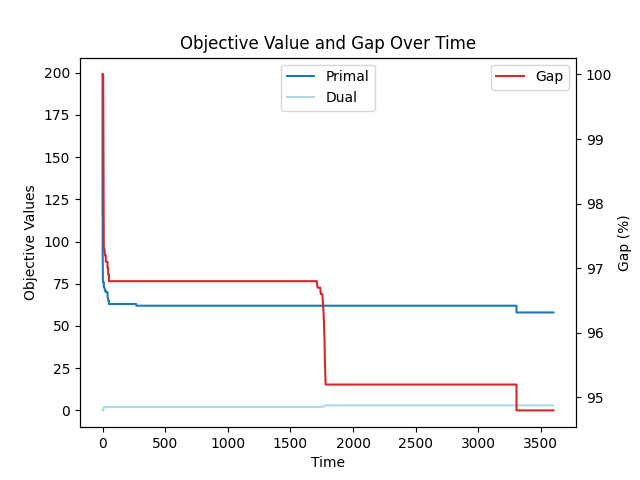 Objective Value and Gap Over Time
Primal
Dual
Gap
Objective Values
200
175
150
125
100
75
50
25
0
100
99
98
97
96
95
Gap (%)
0 500 1000 1500 2000 2500 3000 3500
Time